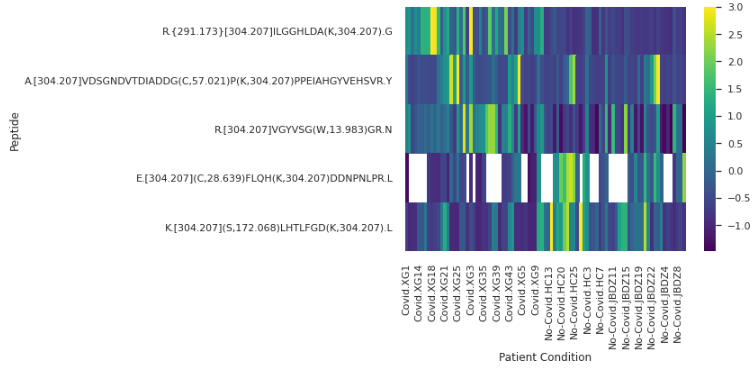 R.{291.173}[304.207]ILGGHLDA(K,304.207).G
A.[304.207]VDSGNDVTDIADDG(C,57.021)P(K,304.207)PPEIAHGYVEHSVR.Y
R.[304.207]VGYVSG(W,13.983)GR.N
E.[304.207](C,28.639)FLQH(K,304.207)DDNPNLPR.L
K.[304.207](S,172.068)LHTLFGD(K,304.207).L
Peptide
3.0
2.5
2.0
1.5
1.0
0.5
0.0
−0.5
−1.0
Covid.XG1
Covid.XG14
Covid.XG18
Covid.XG21
Covid.XG25
Covid.XG3
Covid.XG35
Covid.XG39
Covid.XG43
Covid.XG5
Covid.XG9
No-Covid.HC13
No-Covid.HC20
No-Covid.HC25
No-Covid.HC3
No-Covid.HC7
No-Covid.JBDZ11
No-Covid.JBDZ15
No-Covid.JBDZ19
No-Covid.JBDZ22
No-Covid.JBDZ4
No-Covid.JBDZ8
Patient Condition